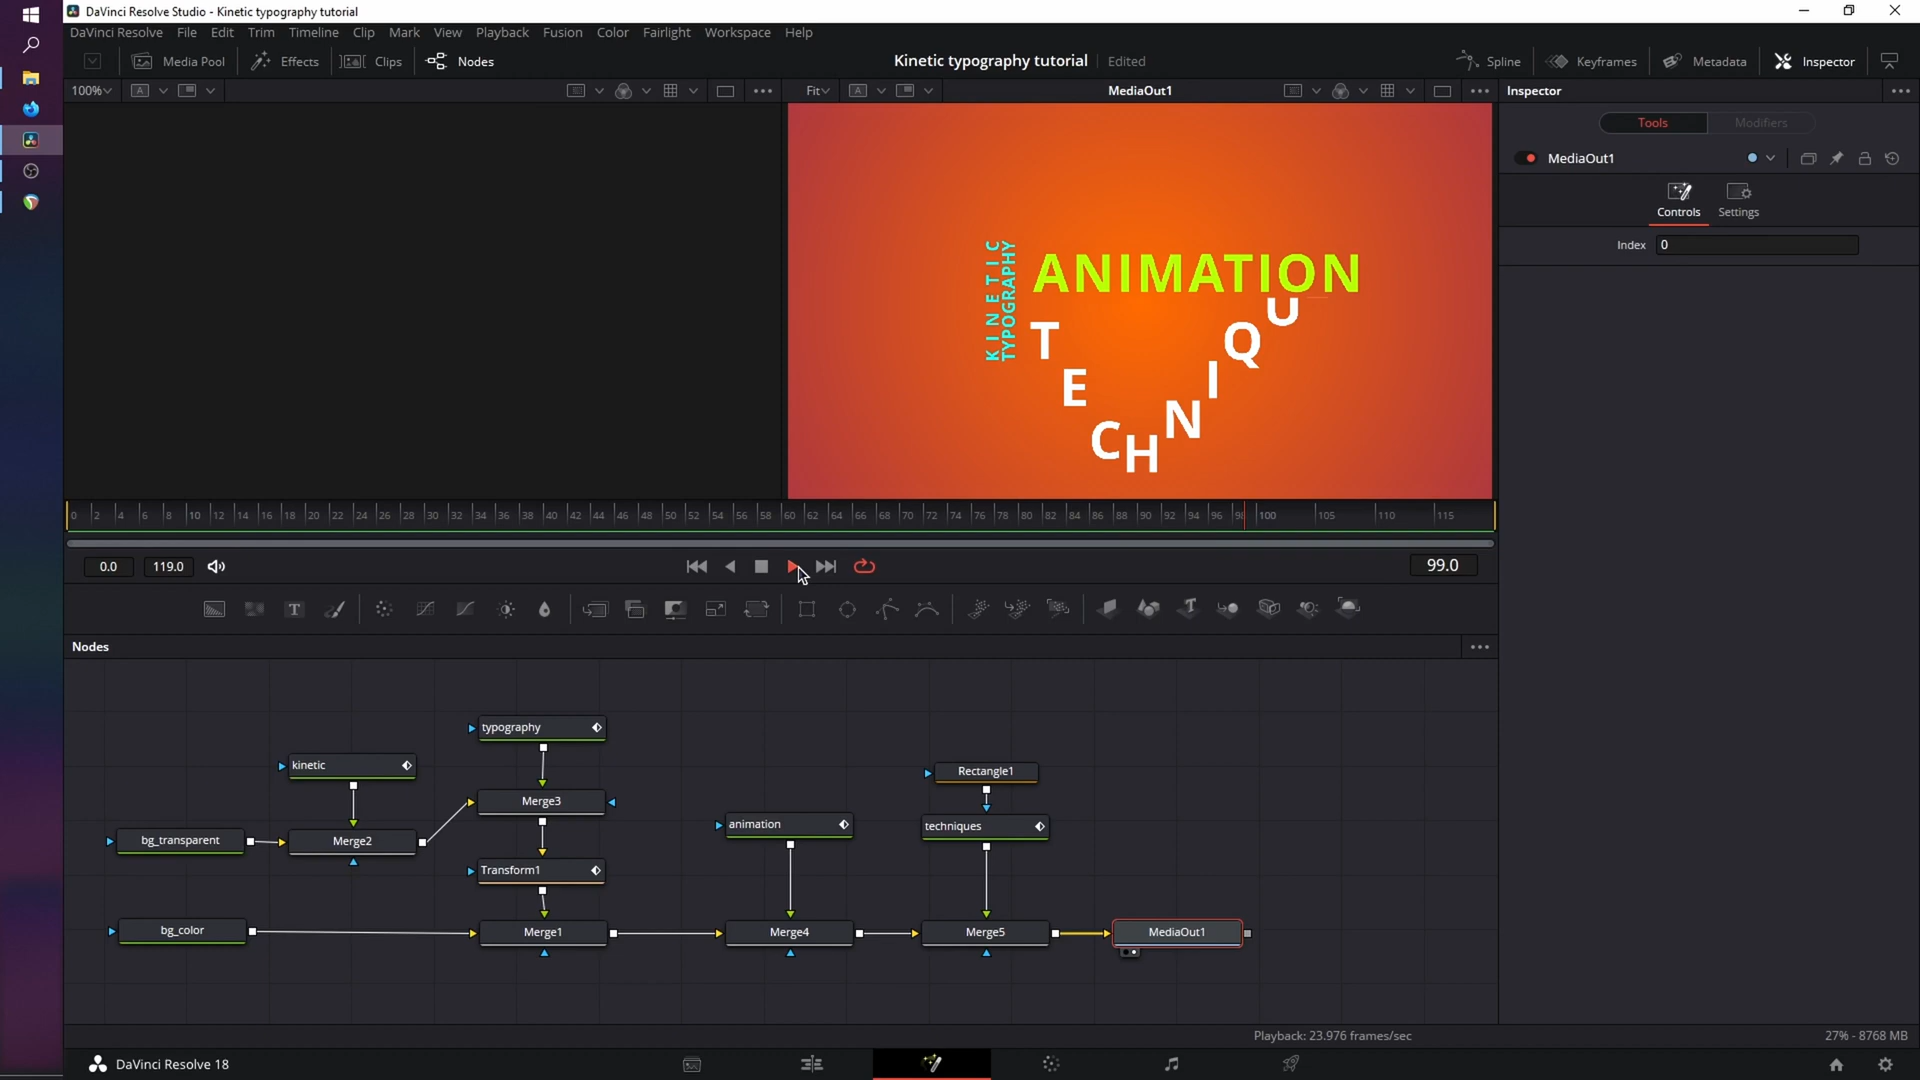 DaVinci Resolve Studio - Kinetic typography tutorial
DaVinci Resolve File Edit Trim Timeline Clip Mark View Playback Fusion Color Fairlight Workspace Help
Media Pool Effects Clips Nodes Kinetic typography tutorial Edited Spline Keyframes Metadata Inspector
100% A Fit A MediaOut1 Inspector
Tools Modifiers
MediaOut1
Controls Settings
Index 0
KINETIC
TYPOGRAPHY
ANIMATION
TECHNIQU
0 2 4 6 8 10 12 14 16 18 20 22 24 26 28 30 32 34 36 38 40 42 44 46 48 50 52 54 56 58 60 62 64 66 68 70 72 74 76 78 80 82 84 86 88 90 92 94 96 98 100 105 110 115
0.0 119.0 99.0
T T
Nodes
typography
kinetic
Rectangle1
Merge3
animation
techniques
bg_transparent Merge2
Transform1
bg_color Merge1 Merge4 Merge5 MediaOut1
Playback: 23.976 frames/sec 27% - 8768 MB
DaVinci Resolve 18